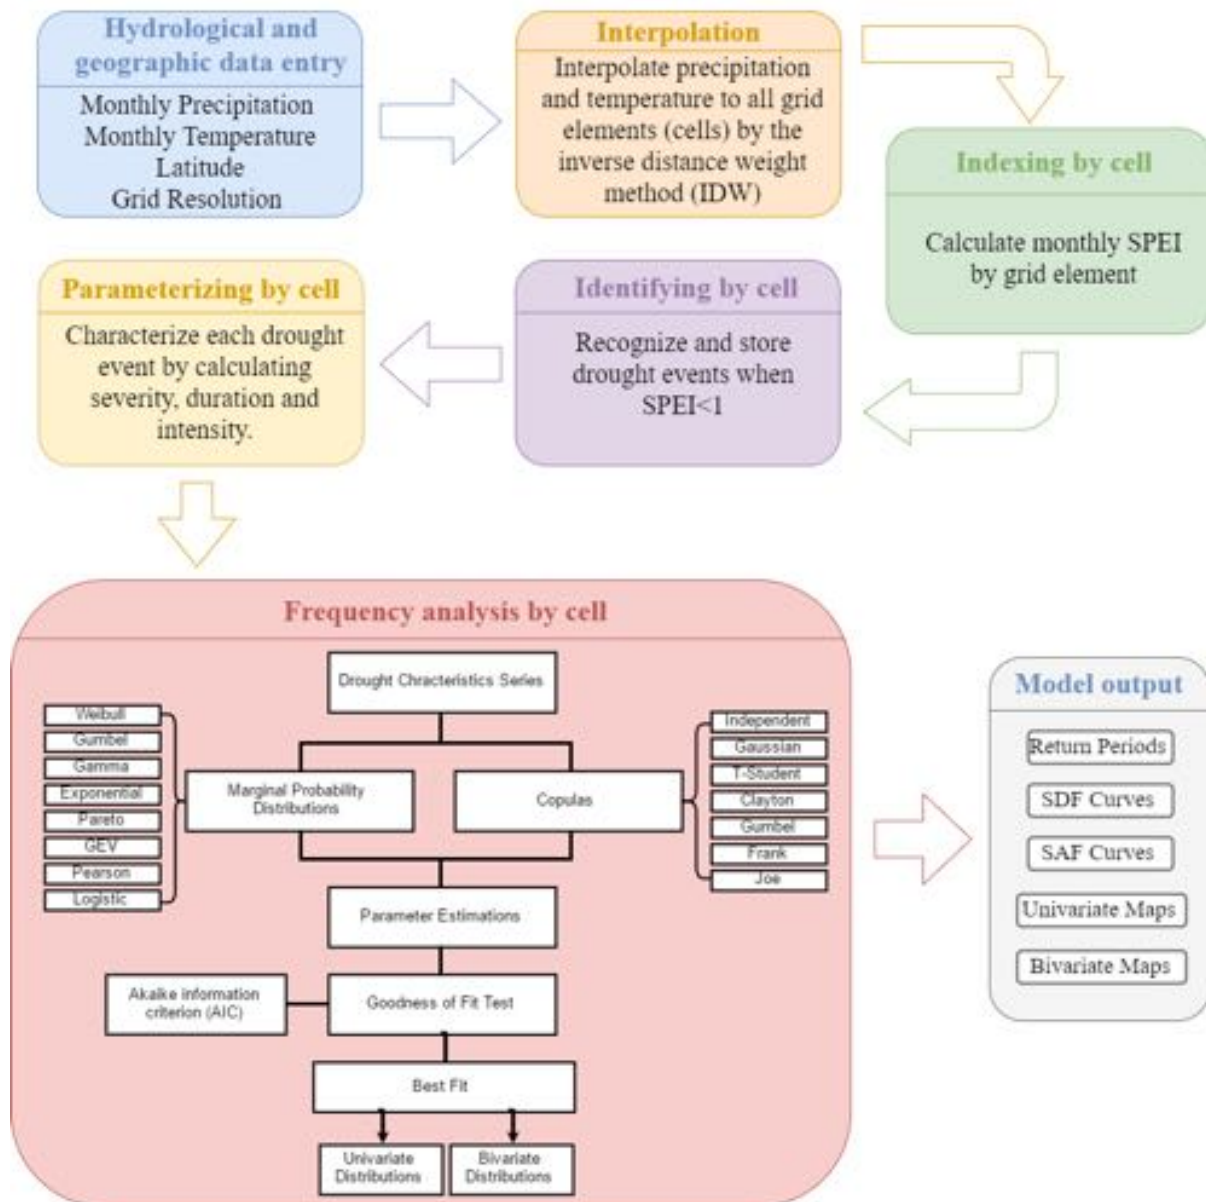 Hydrological and
geographic data entry
Monthly Precipitation
Monthly Temperature
Latitude
Grid Resolution
Interpolation
Interpolate precipitation
and temperature to all grid
elements (cells) by the
inverse distance weight
method (IDW)
Indexing by cell
Calculate monthly SPEI
by grid element
Identifying by cell
Recognize and store
drought events when
SPEI<1
Parameterizing by cell
Characterize each drought
event by calculating
severity, duration and
intensity.
Frequency analysis by cell
Drought Chracteristics Series
Weibull
Gumbel
Gamma
Exponential
Pareto
GEV
Pearson
Logistic
Marginal Probability
Distributions
Copulas
Independent
Gaussian
T-Student
Clayton
Gumbel
Frank
Joe
Parameter Estimations
Akaike information
criterion (AIC)
Goodness of Fit Test
Best Fit
Univariate
Distributions
Bivariate
Distributions
Model output
Return Periods
SDF Curves
SAF Curves
Univariate Maps
Bivariate Maps